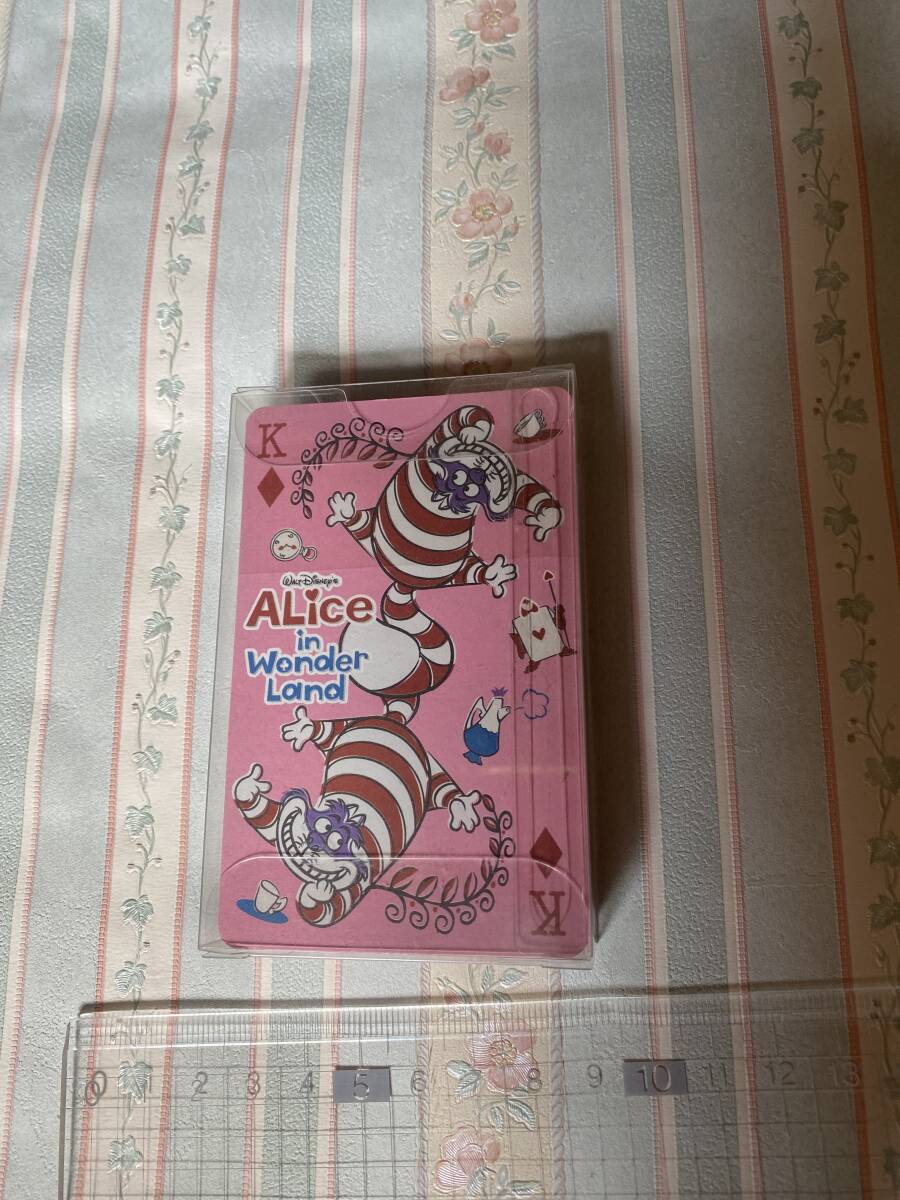 K
WALT DISNEY'S
ALice
in
Wonder
Land
K
0 1 2 3 4 5 6 8 9 10 11 12 13